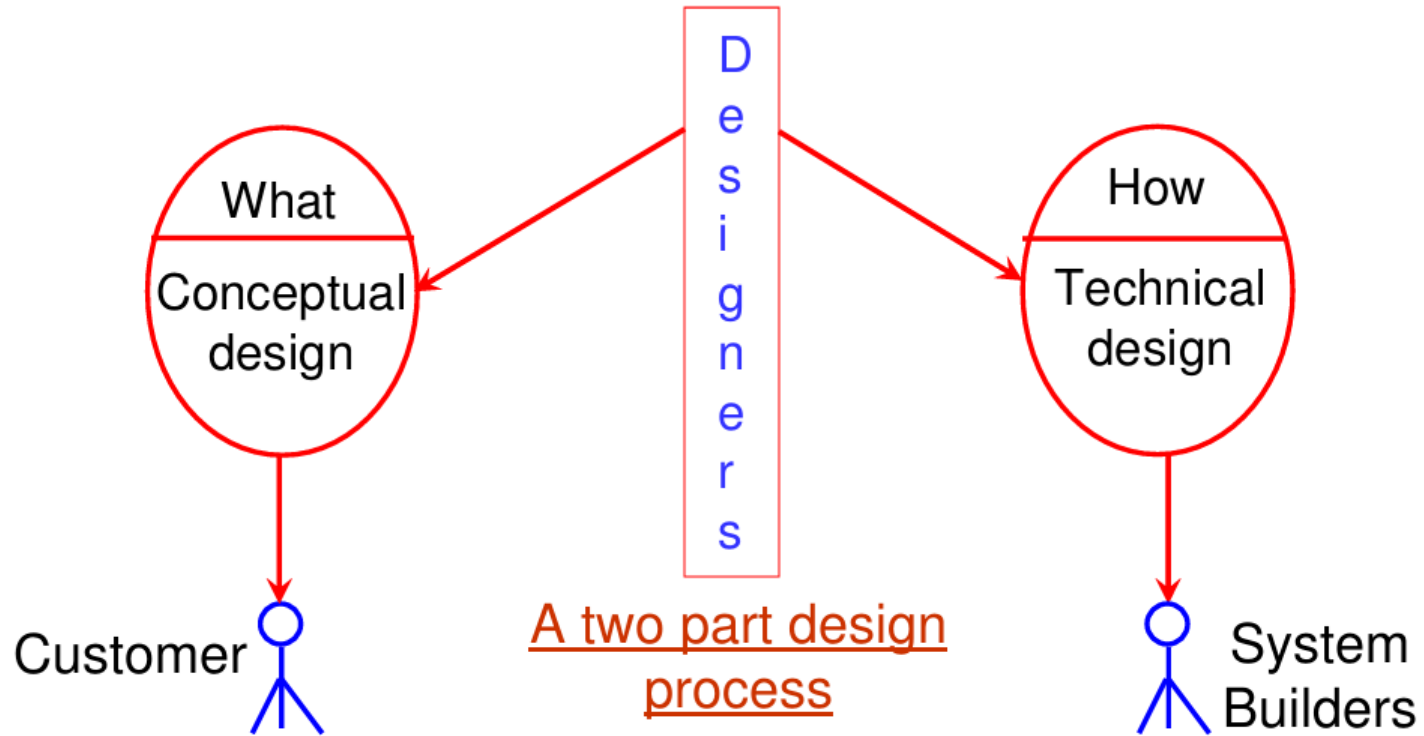 Designers
What
Conceptual
design
How
Technical
design
Customer
A two part design
process
System
Builders